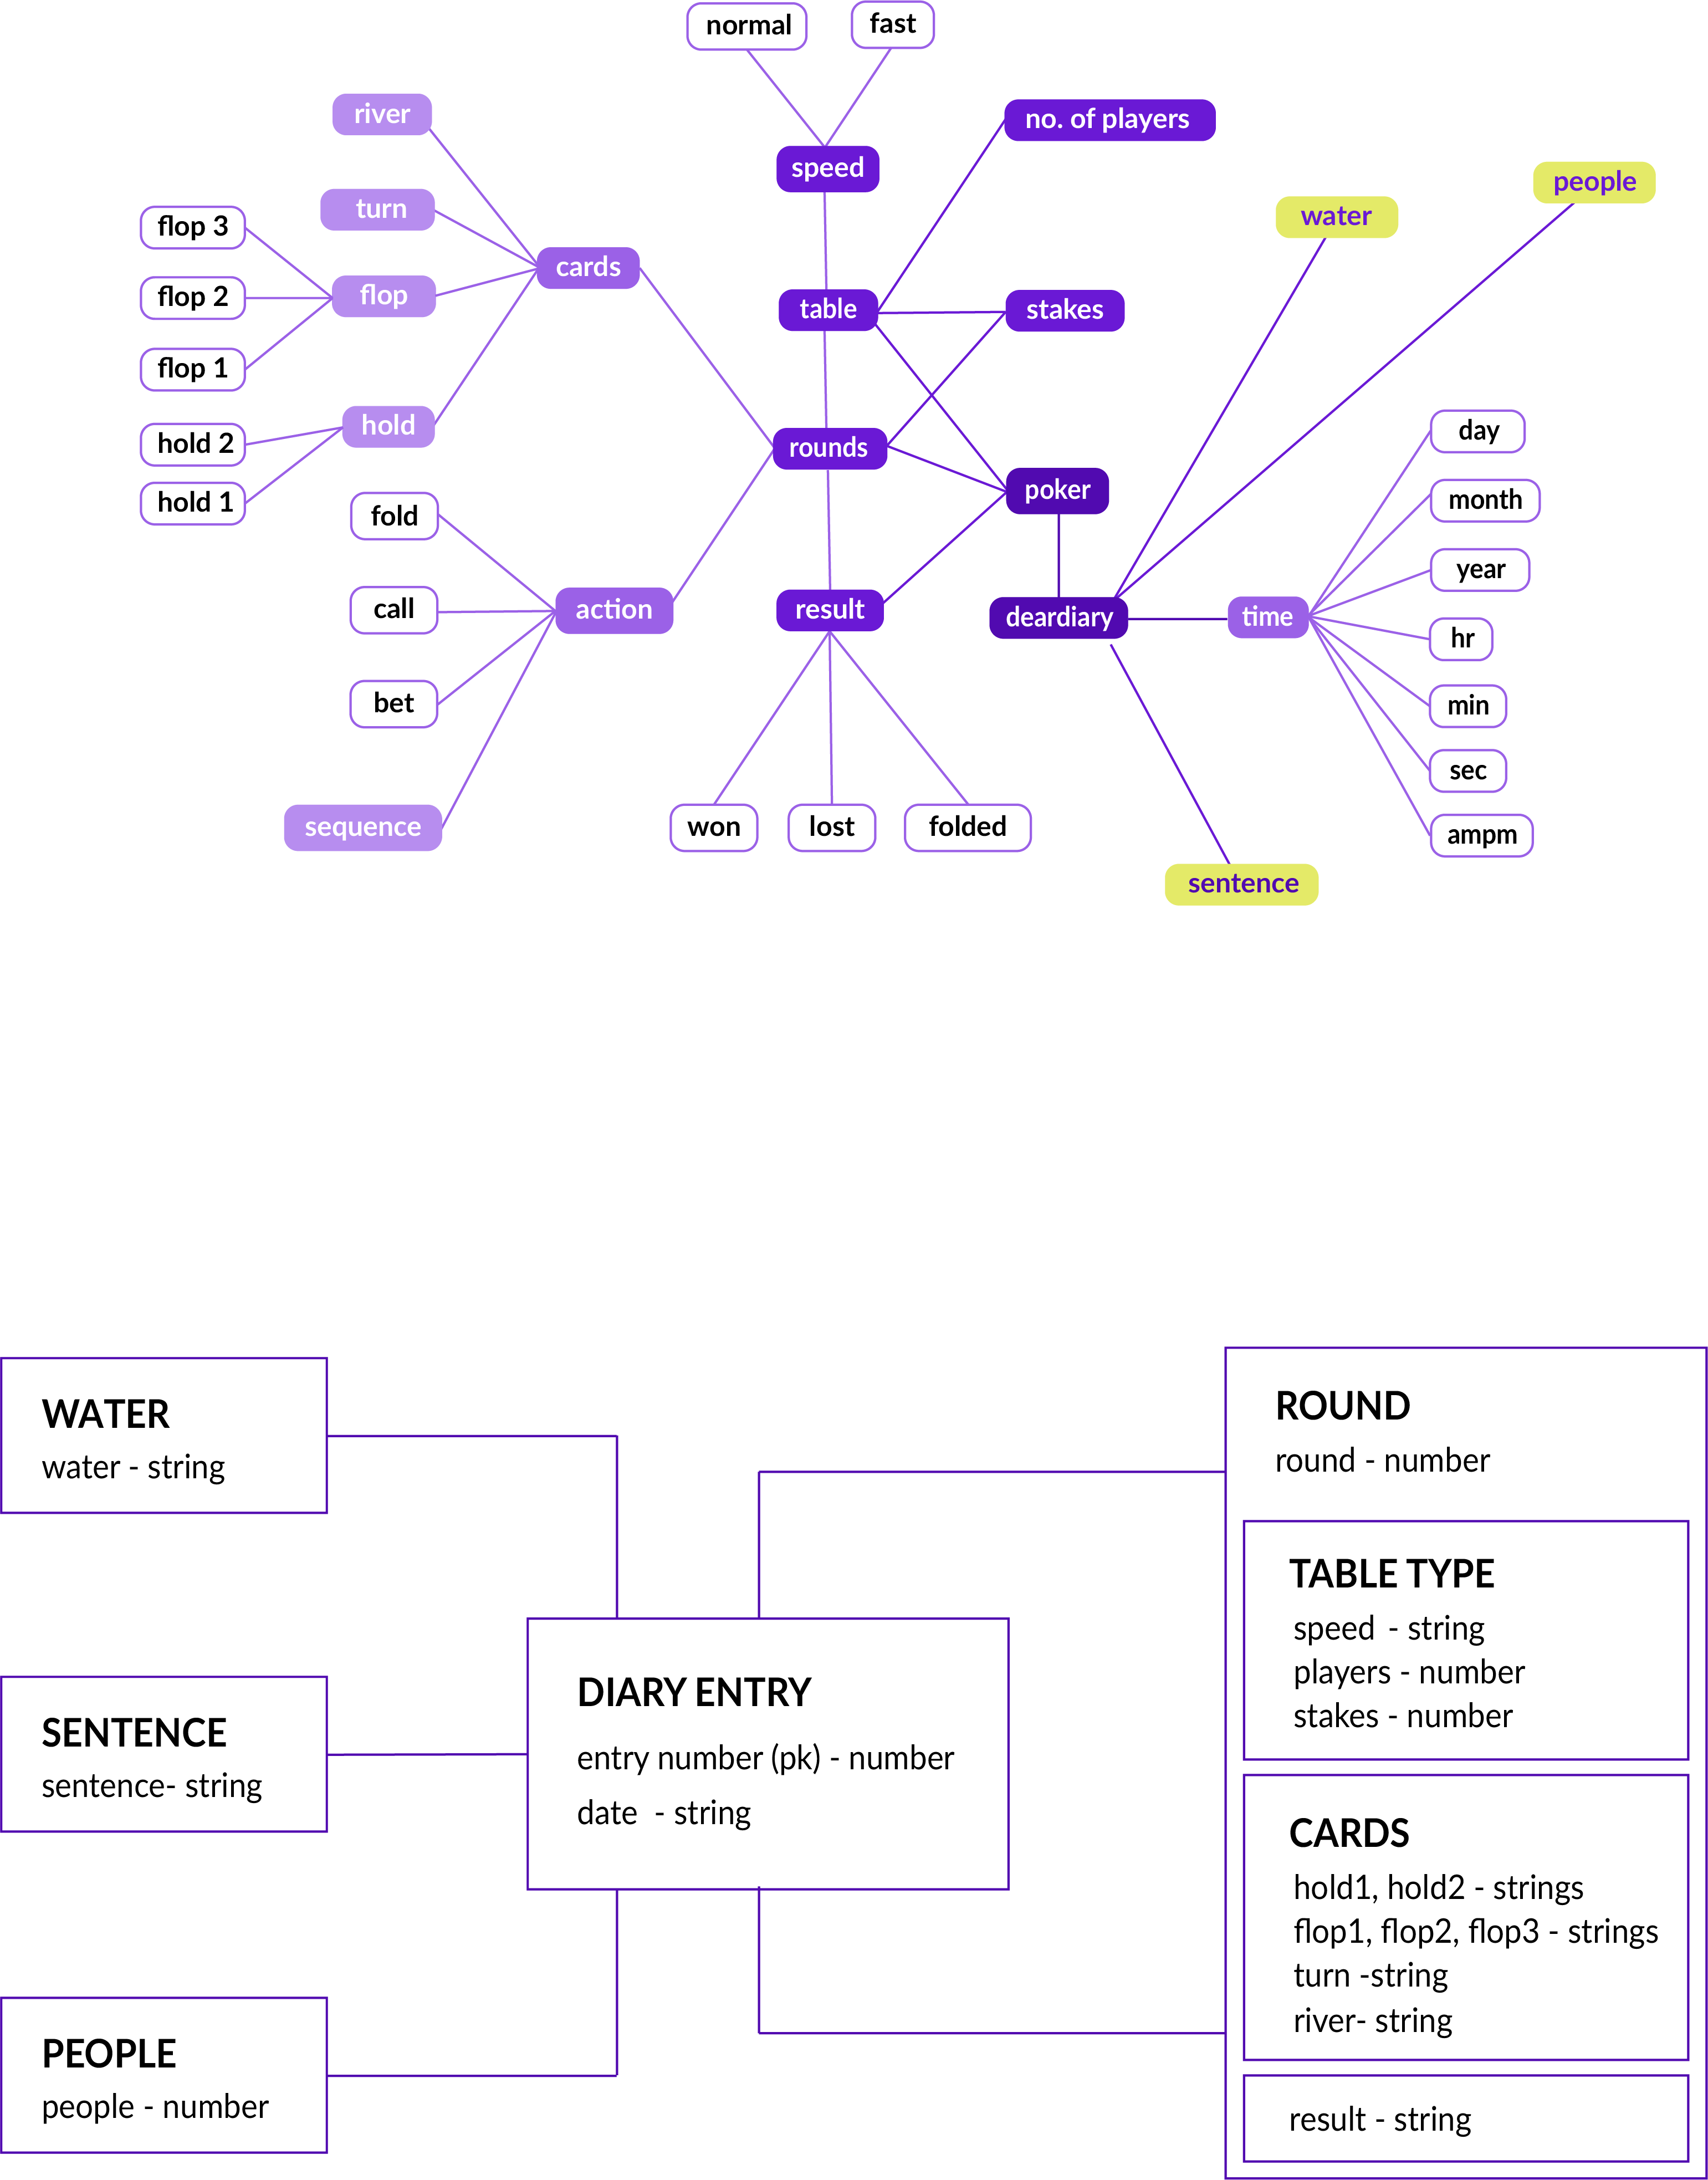 normal
fast
river
no. of players
speed
people
turn
water
flop 3
cards
flop
flop 2
table
stakes
flop 1
hold
day
hold 2
rounds
poker
month
hold 1
fold
year
call
action
result
deardiary
time
hr
bet
min
sec
sequence
won
lost
folded
ampm
sentence
WATER
water - string
SENTENCE
sentence- string
PEOPLE
people - number
DIARY ENTRY
entry number (pk) - number
date - string
ROUND
round - number
TABLE TYPE
speed - string
players - number
stakes - number
CARDS
hold1, hold2 - strings
flop1, flop2, flop3 - strings
turn -string
river- string
result - string